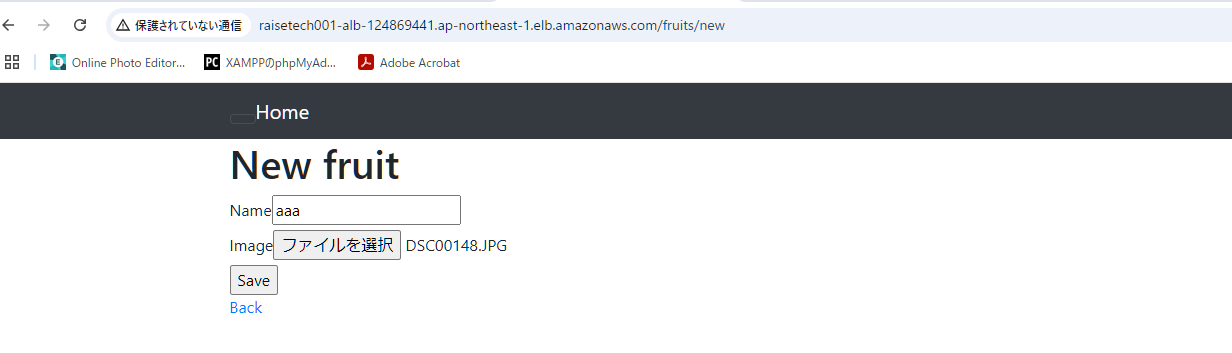 保護されていない通信 raisetech001-alb-124869441.ap-northeast-1.elb.amazonaws.com/fruits/new
Online Photo Editor... PC XAMPPのphpMyAd... Adobe Acrobat
Home
New fruit
Name aaa
Image ファイルを選択 DSC00148.JPG
Save
Back